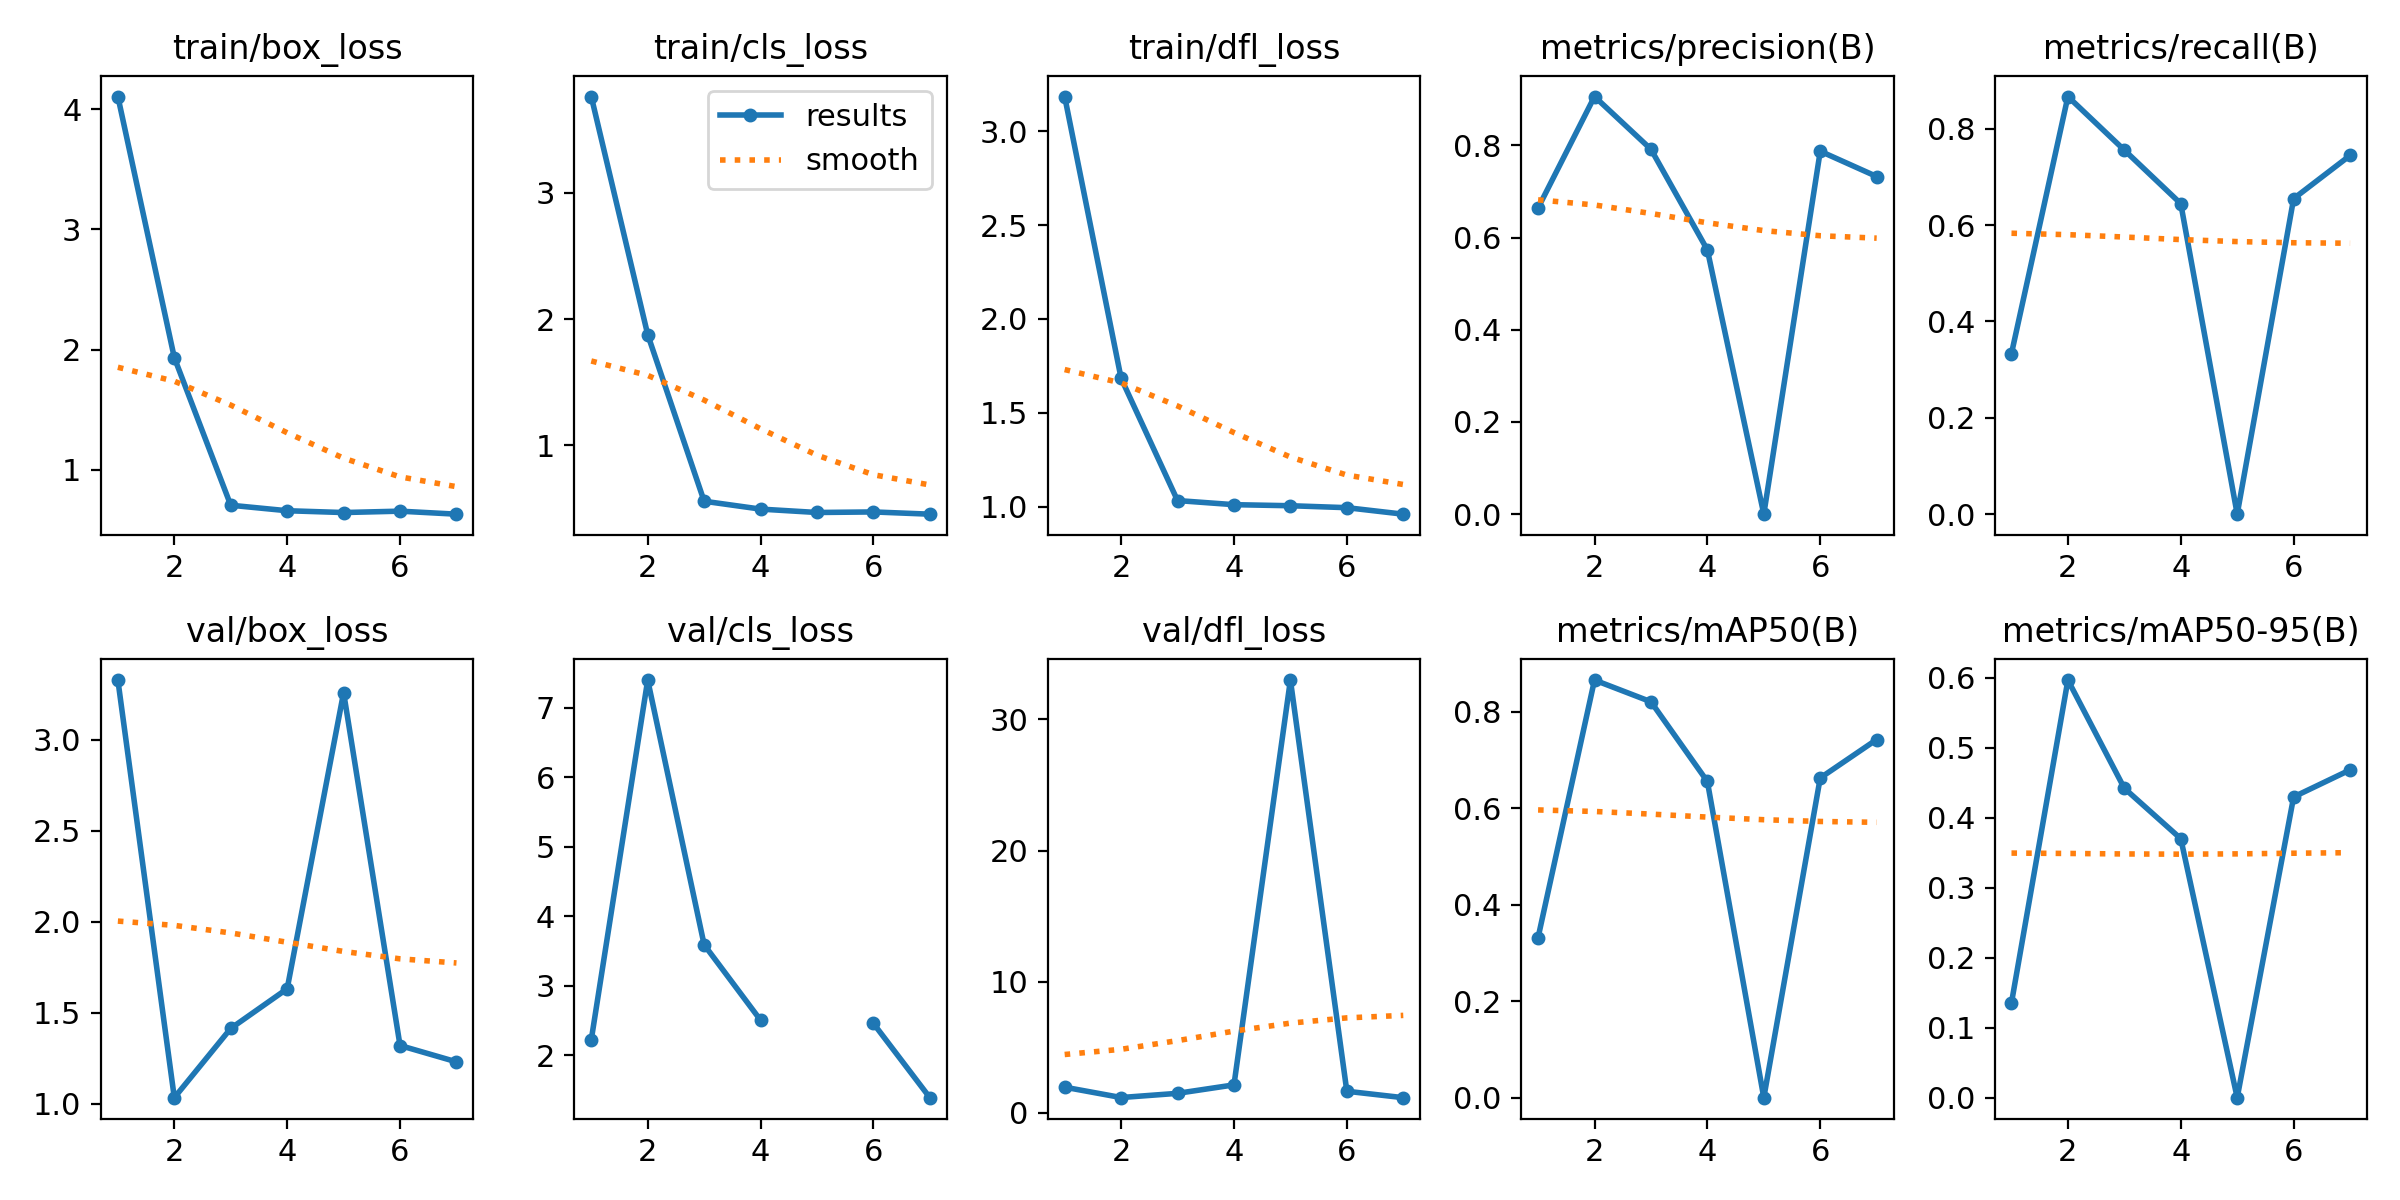 train/box_loss
train/cls_loss
train/dfl_loss
metrics/precision(B)
metrics/recall(B)
4
3
2
1
2 4 6
results
smooth
3
2
1
2 4 6
3.0
2.5
2.0
1.5
1.0
2 4 6
0.8
0.6
0.4
0.2
0.0
2 4 6
0.8
0.6
0.4
0.2
0.0
2 4 6
val/box_loss
val/cls_loss
val/dfl_loss
metrics/mAP50(B)
metrics/mAP50-95(B)
3.0
2.5
2.0
1.5
1.0
2 4 6
7
6
5
4
3
2
2 4 6
30
20
10
0
2 4 6
0.8
0.6
0.4
0.2
0.0
2 4 6
0.6
0.5
0.4
0.3
0.2
0.1
0.0
2 4 6